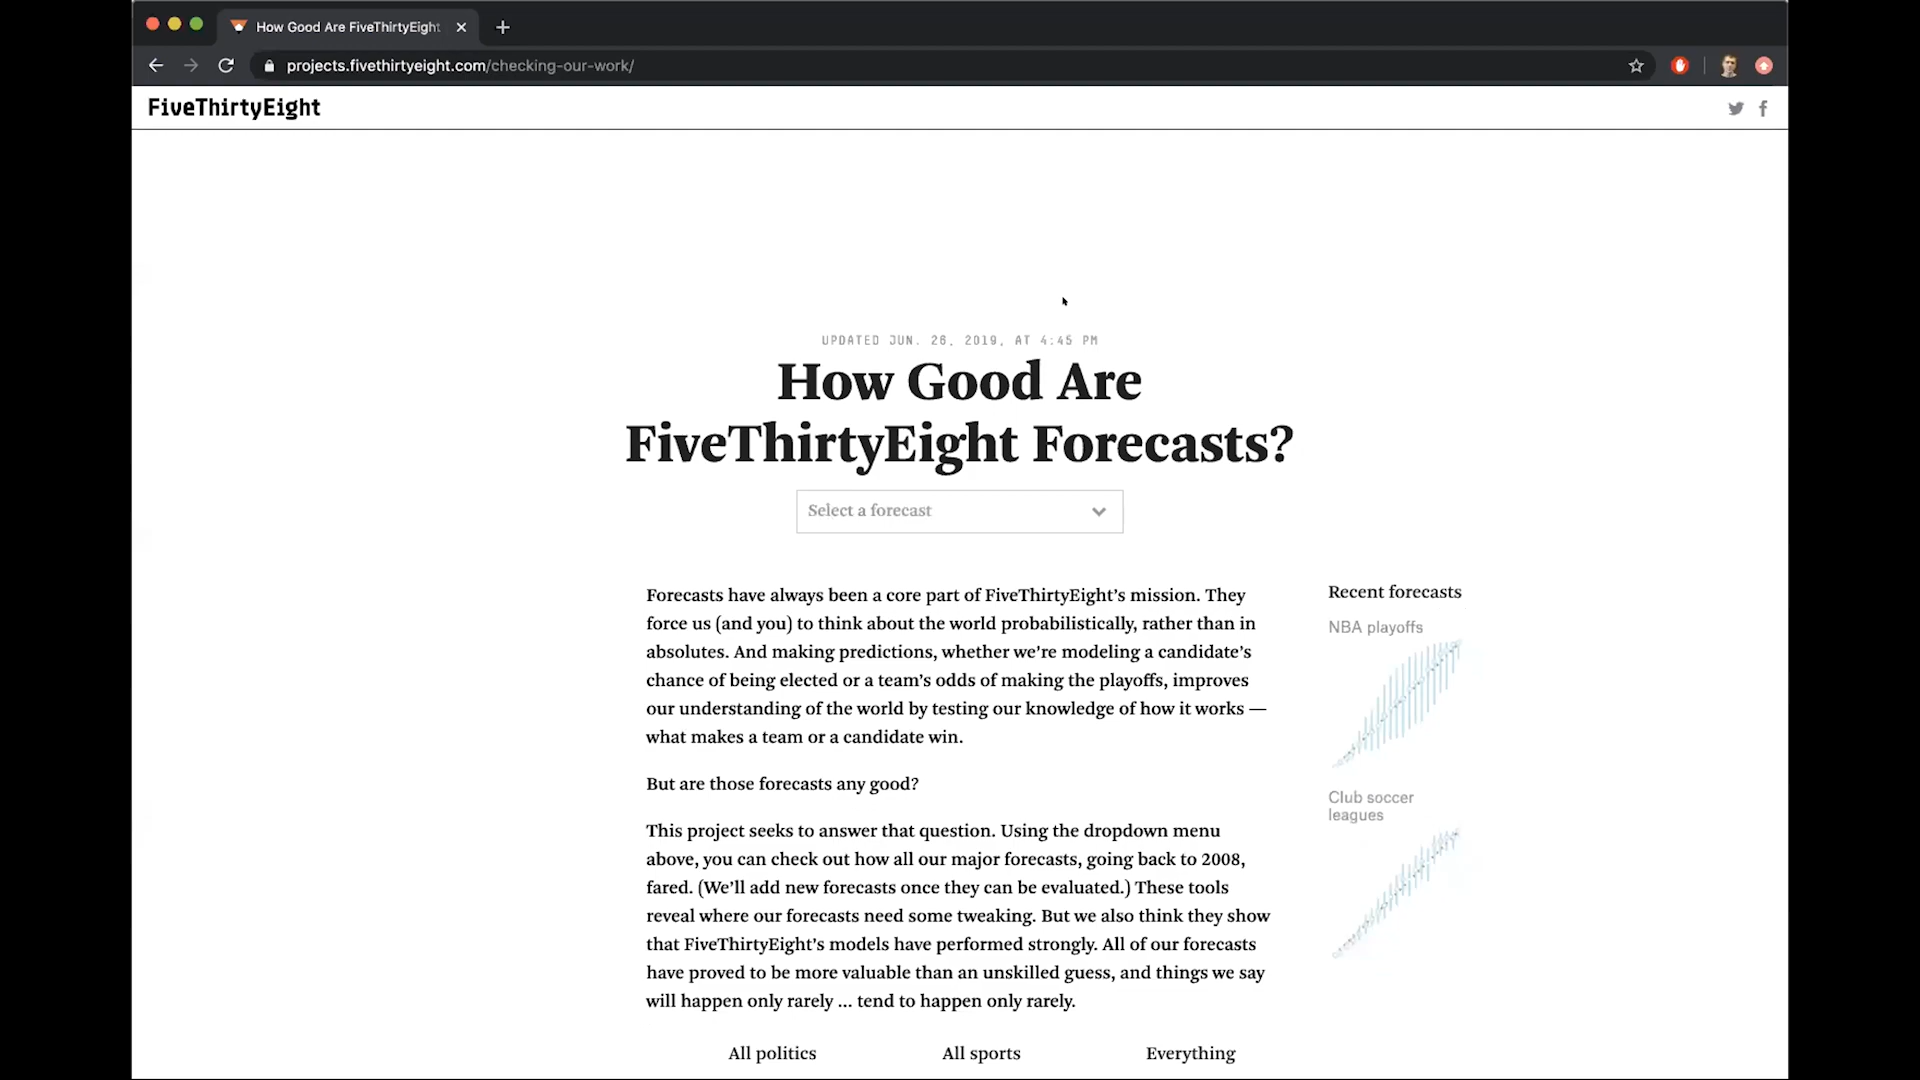 How Good Are FiveThirtyEight
projects.fivethirtyeight.com/checking-our-work/
FiveThirtyEight
UPDATED JUN. 26, 2019, AT 4:45 PM
How Good Are
FiveThirtyEight Forecasts?
Select a forecast
Forecasts have always been a core part of FiveThirtyEight’s mission. They
force us (and you) to think about the world probabilistically, rather than in
absolutes. And making predictions, whether we’re modeling a candidate’s
chance of being elected or a team’s odds of making the playoffs, improves
our understanding of the world by testing our knowledge of how it works —
what makes a team or a candidate win.
But are those forecasts any good?
This project seeks to answer that question. Using the dropdown menu
above, you can check out how all our major forecasts, going back to 2008,
fared. (We’ll add new forecasts once they can be evaluated.) These tools
reveal where our forecasts need some tweaking. But we also think they show
that FiveThirtyEight’s models have performed strongly. All of our forecasts
have proved to be more valuable than an unskilled guess, and things we say
will happen only rarely ... tend to happen only rarely.
Recent forecasts
NBA playoffs
Club soccer
leagues
All politics All sports Everything